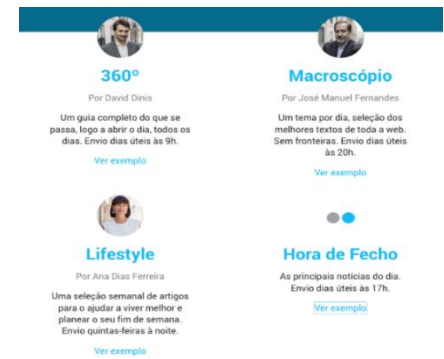 360º
Por David Dinis
Um guia completo do que se
passa, logo a abrir o dia, todos os
dias. Envio dias úteis às 9h.
Ver exemplo
Macroscópio
Por José Manuel Fernandes
Um tema por dia, seleção dos
melhores textos de toda a web.
Sem fronteiras. Envio dias úteis
às 20h.
Ver exemplo
Lifestyle
Por Ana Dias Ferreira
Uma seleção semanal de artigos
para o ajudar a viver melhor e
planear o seu fim de semana.
Envio quintas-feiras à noite.
Ver exemplo
Hora de Fecho
As principais notícias do dia.
Envio dias úteis às 17h.
Ver exemplo